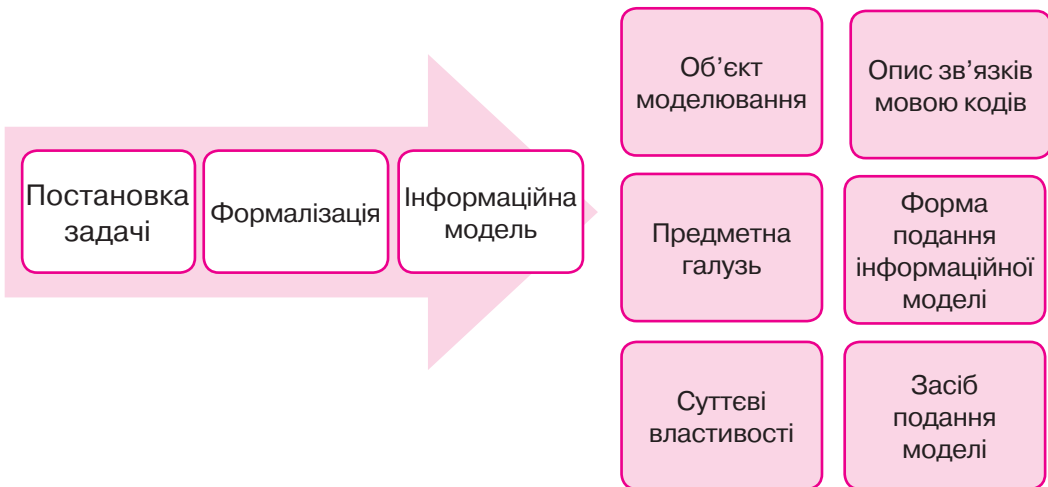 Постановка
задачі
Формалізація
Інформаційна
модель
Об’єкт
моделювання
Опис зв’язків
мовою кодів
Предметна
галузь
Форма
подання
інформаційної
моделі
Суттєві
властивості
Засіб
подання
моделі